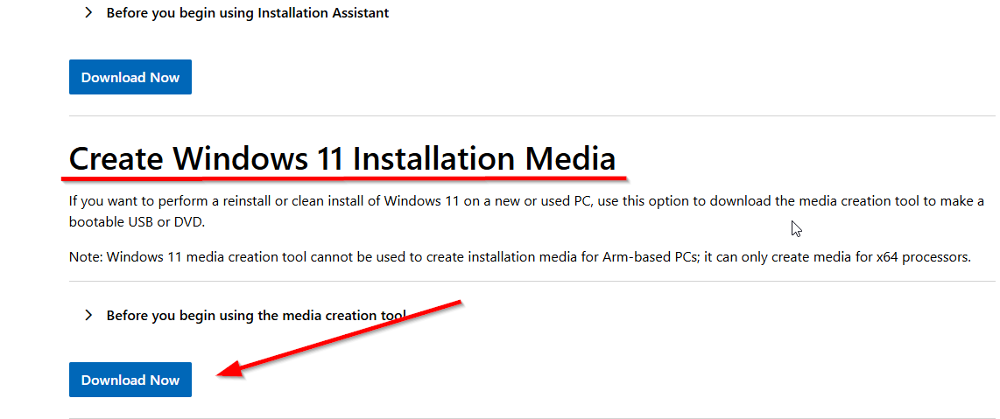 Before you begin using Installation Assistant
Download Now
Create Windows 11 Installation Media
If you want to perform a reinstall or clean install of Windows 11 on a new or used PC, use this option to download the media creation tool to make a
bootable USB or DVD.
Note: Windows 11 media creation tool cannot be used to create installation media for Arm-based PCs; it can only create media for x64 processors.
Before you begin using the media creation tool
Download Now